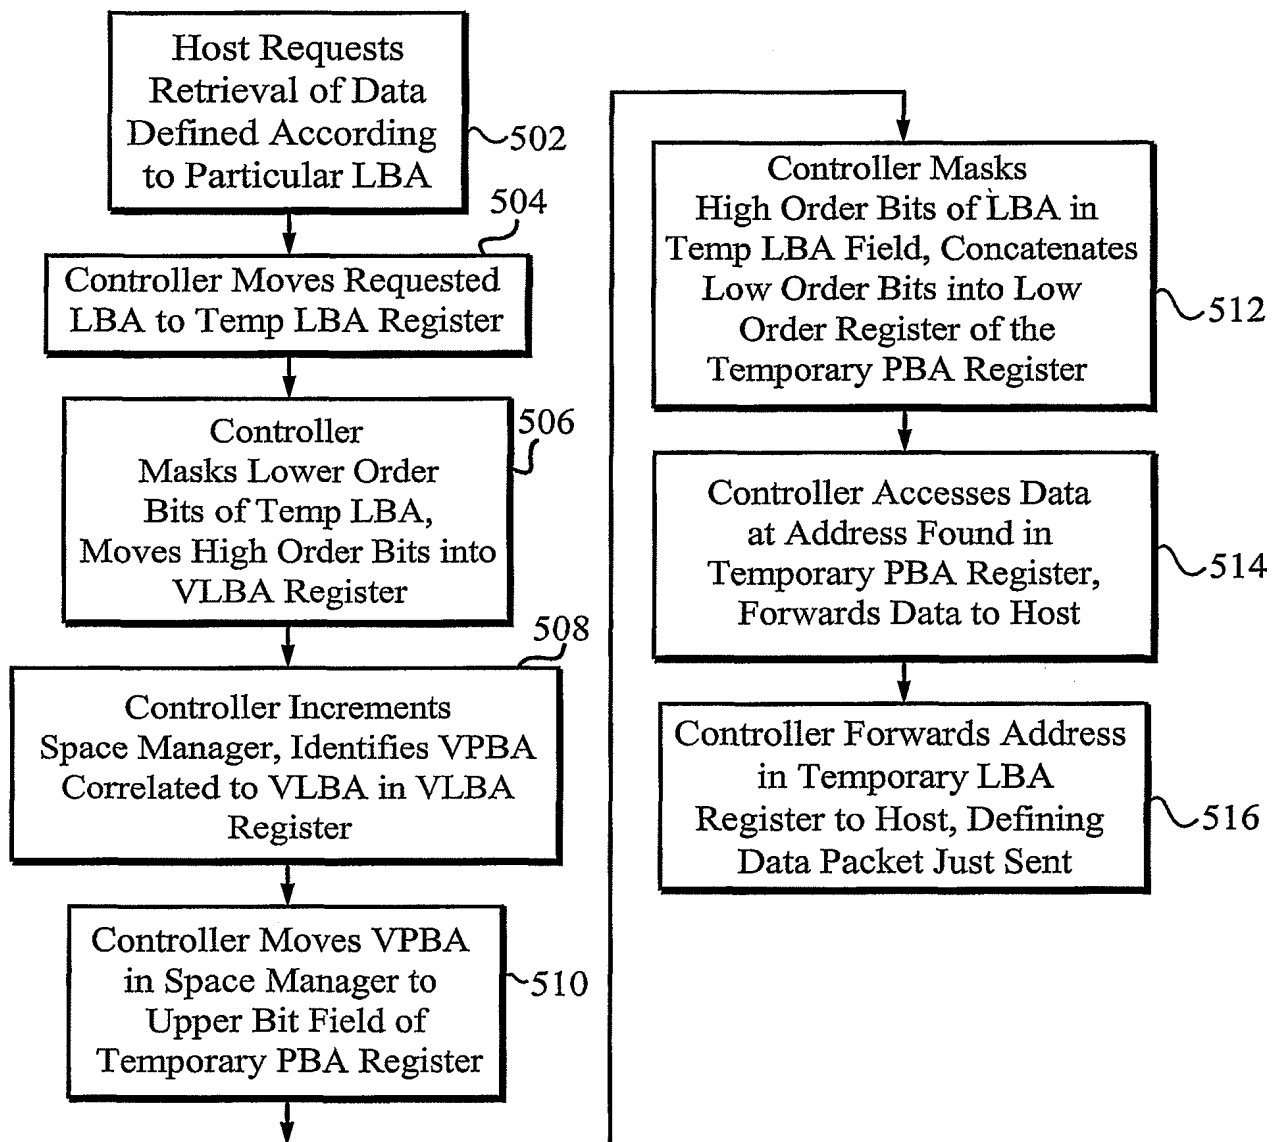 Host Requests
Retrieval of Data
Defined According
to Particular LBA
502
504
Controller Moves Requested
LBA to Temp LBA Register
506
Controller
Masks Lower Order
Bits of Temp LBA,
Moves High Order Bits into
VLBA Register
508
Controller Increments
Space Manager, Identifies VPBA
Correlated to VLBA in VLBA
Register
Controller Moves VPBA
in Space Manager to
Upper Bit Field of
Temporary PBA Register
510
Controller Masks
High Order Bits of LBA in
Temp LBA Field, Concatenates
Low Order Bits into Low
Order Register of the
Temporary PBA Register
512
Controller Accesses Data
at Address Found in
Temporary PBA Register,
Forwards Data to Host
514
Controller Forwards Address
in Temporary LBA
Register to Host, Defining
Data Packet Just Sent
516